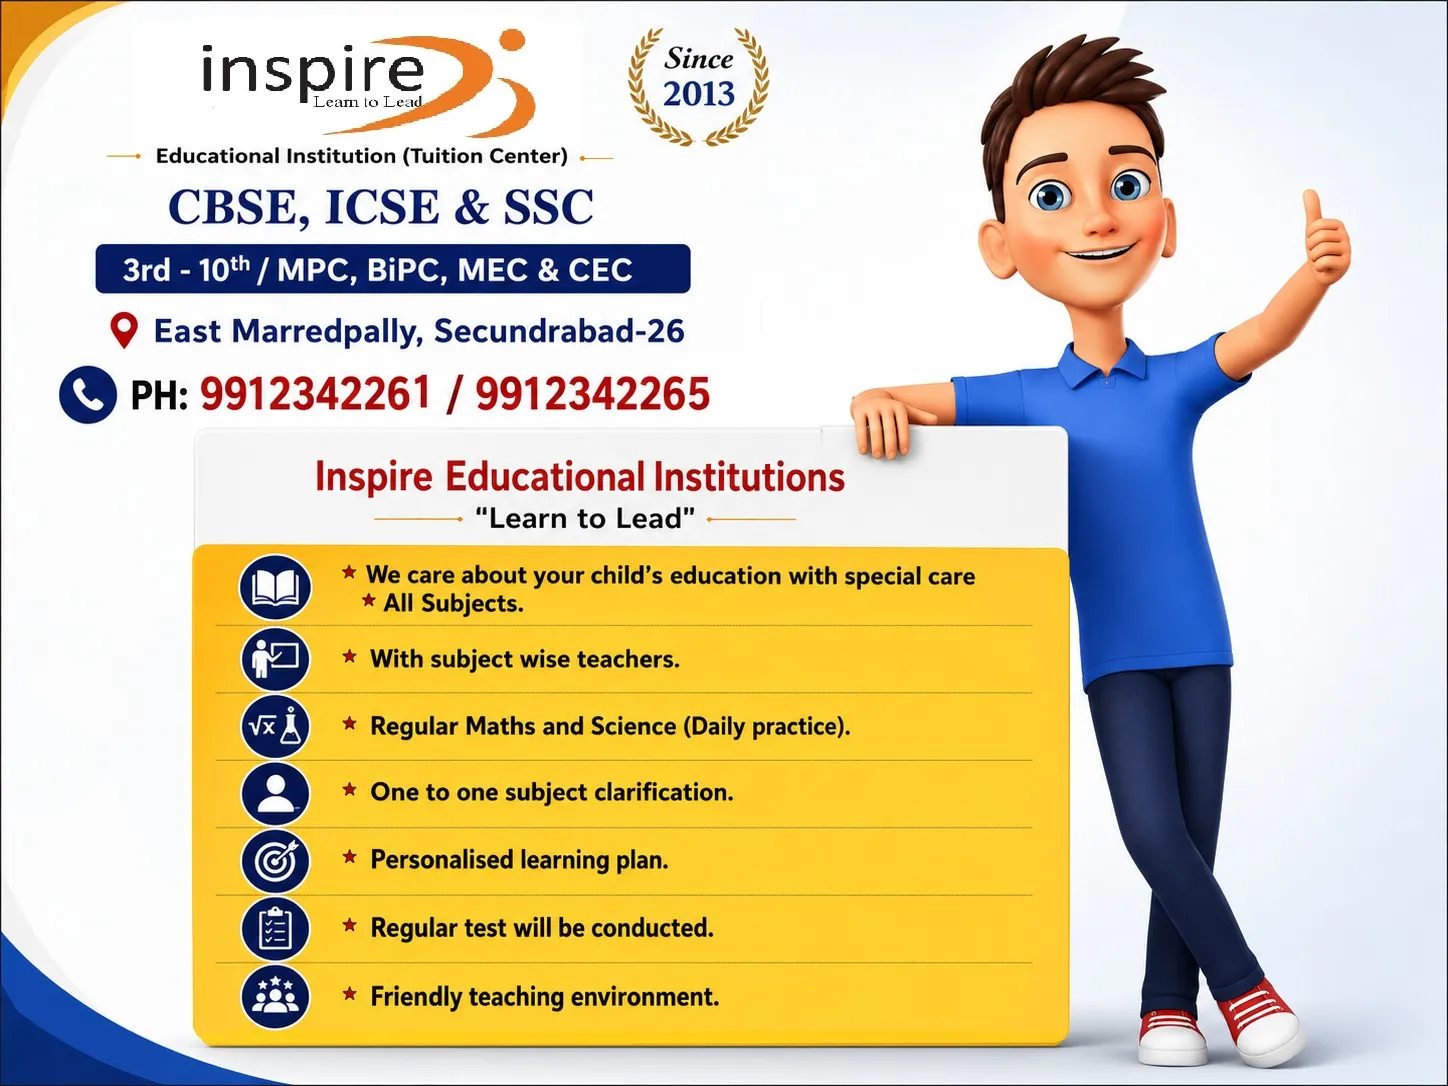 inspire
Learn to Lead
Since
2013
Educational Institution (Tuition Center)
CBSE, ICSE & SSC
3rd - 10th / MPC, BiPC, MEC & CEC
East Marredpally, Secundrabad-26
PH: 9912342261 / 9912342265
Inspire Educational Institutions
“Learn to Lead”
★ We care about your child’s education with special care
★ All Subjects.
★ With subject wise teachers.
√x
★ Regular Maths and Science (Daily practice).
★ One to one subject clarification.
★ Personalised learning plan.
★ Regular test will be conducted.
★ Friendly teaching environment.